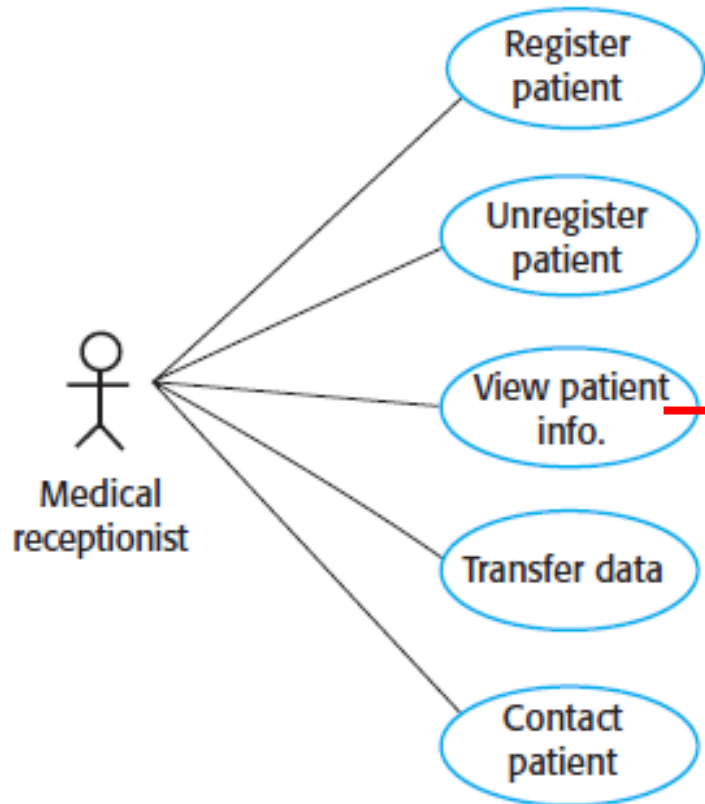 Register
patient
Unregister
patient
View patient
info.
Medical
receptionist
Transfer data
Contact
patient